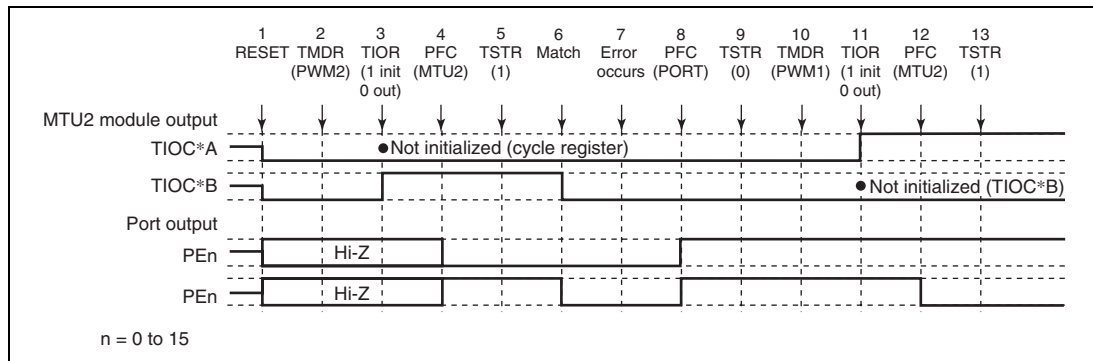 1 2 3 4 5 6 7 8 9 10 11 12 13
RESET TMDR TIOR PFC TSTR Match Error PFC TSTR TMDR TIOR PFC TSTR
(PWM2) (1 init (MTU2) (1) occurs (PORT) (0) (PWM1) (1 init (MTU2) (1)
0 out) 0 out)
MTU2 module output
TIOC*A ●Not initialized (cycle register)
TIOC*B ●Not initialized (TIOC*B)
Port output
PEn Hi-Z
PEn Hi-Z
n = 0 to 15